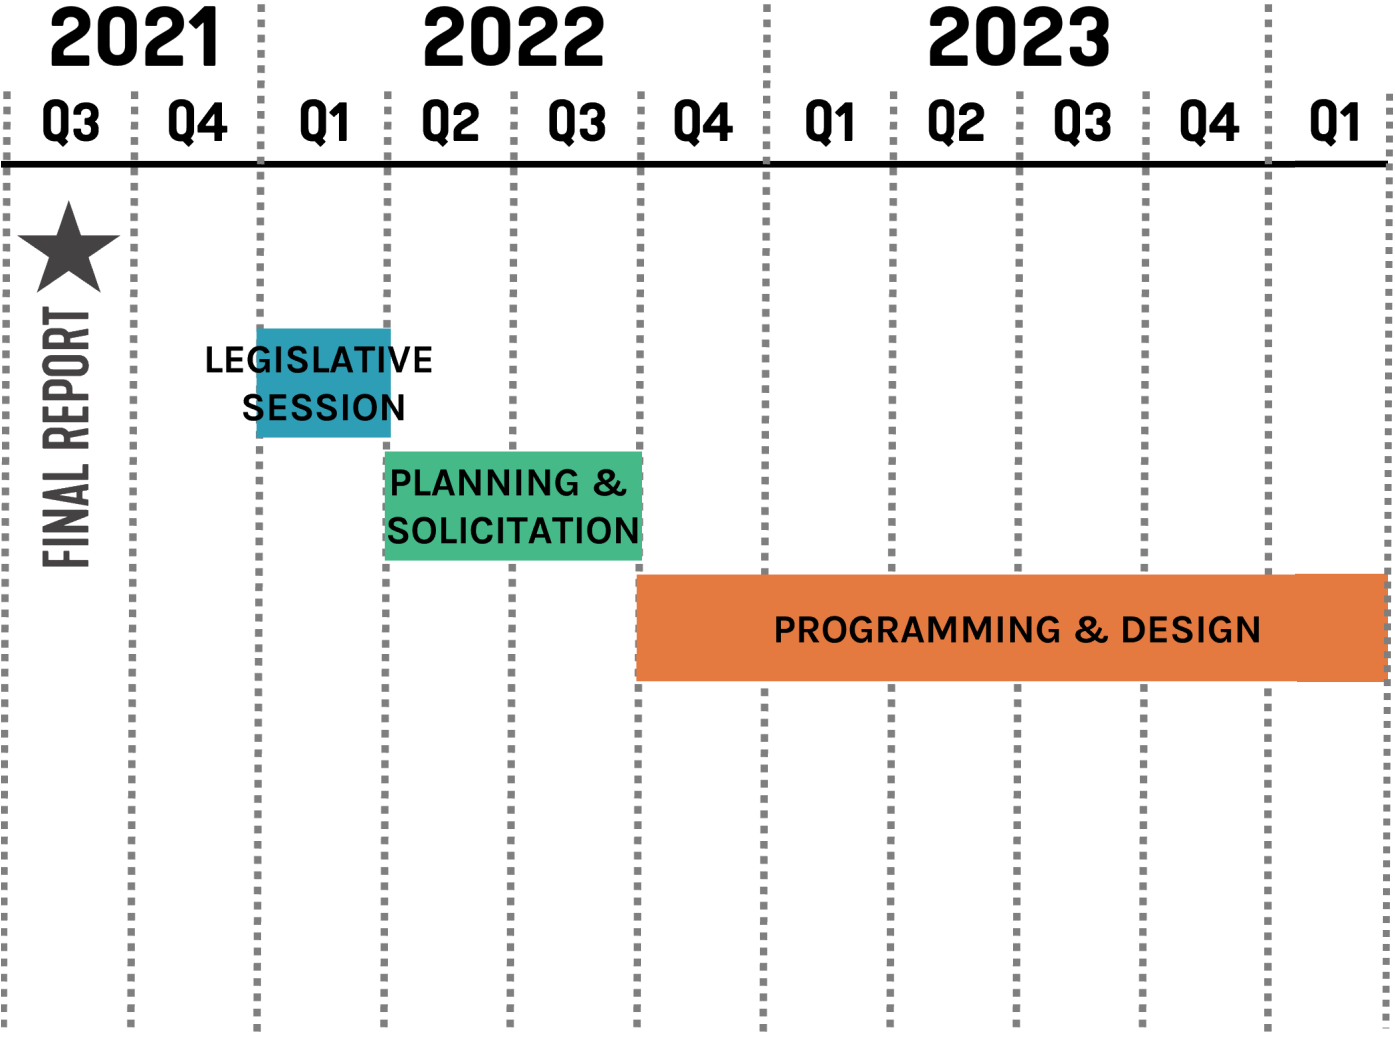 2021 2022 2023
Q3 Q4 Q1 Q2 Q3 Q4 Q1 Q2 Q3 Q4 Q1
FINAL REPORT
LEGISLATIVE
SESSION
PLANNING &
SOLICITATION
PROGRAMMING & DESIGN